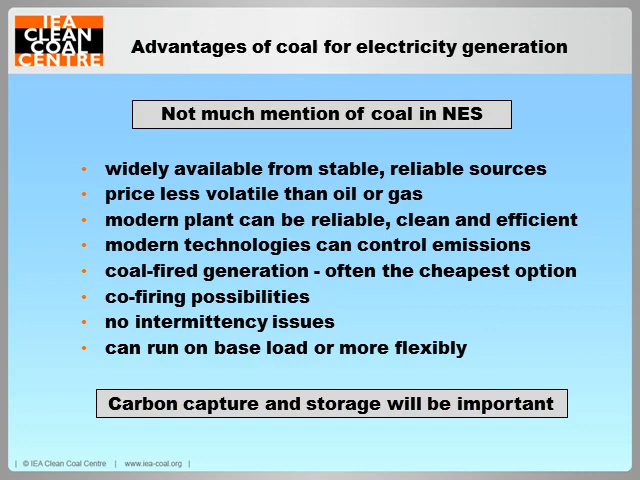 IEA
CLEAN
COAL
CENTRE
Advantages of coal for electricity generation
Not much mention of coal in NES
• widely available from stable, reliable sources
• price less volatile than oil or gas
• modern plant can be reliable, clean and efficient
• modern technologies can control emissions
• coal-fired generation - often the cheapest option
• co-firing possibilities
• no intermittency issues
• can run on base load or more flexibly
Carbon capture and storage will be important
| © IEA Clean Coal Centre | www.iea-coal.org |